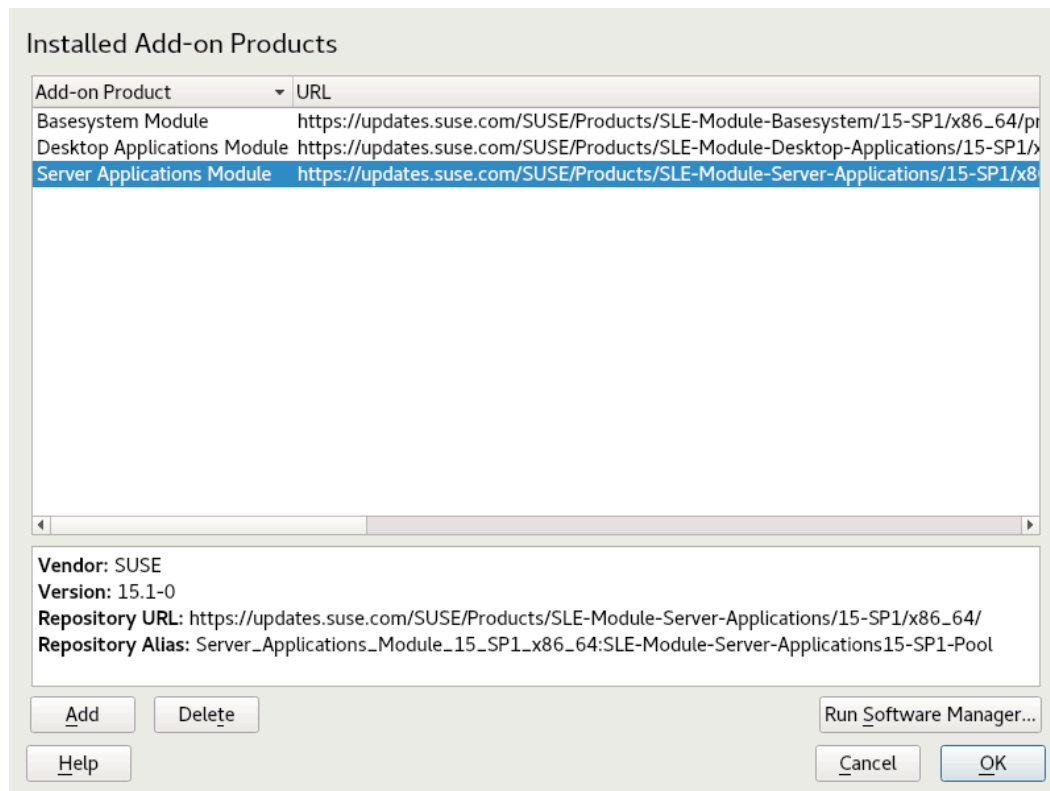 Installed Add-on Products
Add-on Product URL
Basesystem Module https://updates.suse.com/SUSE/Products/SLE-Module-Basesystem/15-SP1/x86_64/pr
Desktop Applications Module https://updates.suse.com/SUSE/Products/SLE-Module-Desktop-Applications/15-SP1/x
Server Applications Module https://updates.suse.com/SUSE/Products/SLE-Module-Server-Applications/15-SP1/x8
Vendor: SUSE
Version: 15.1-0
Repository URL: https://updates.suse.com/SUSE/Products/SLE-Module-Server-Applications/15-SP1/x86_64/
Repository Alias: Server_Applications_Module_15_SP1_x86_64:SLE-Module-Server-Applications15-SP1-Pool
Add Delete Run Software Manager...
Help Cancel OK